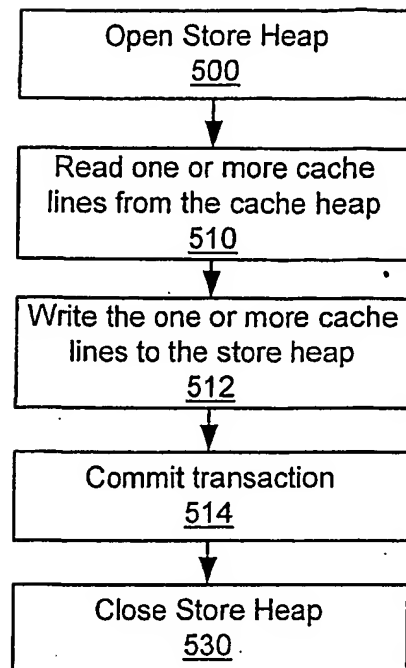 Open Store Heap
500
Read one or more cache
lines from the cache heap
510
Write the one or more cache
lines to the store heap
512
Commit transaction
514
Close Store Heap
530